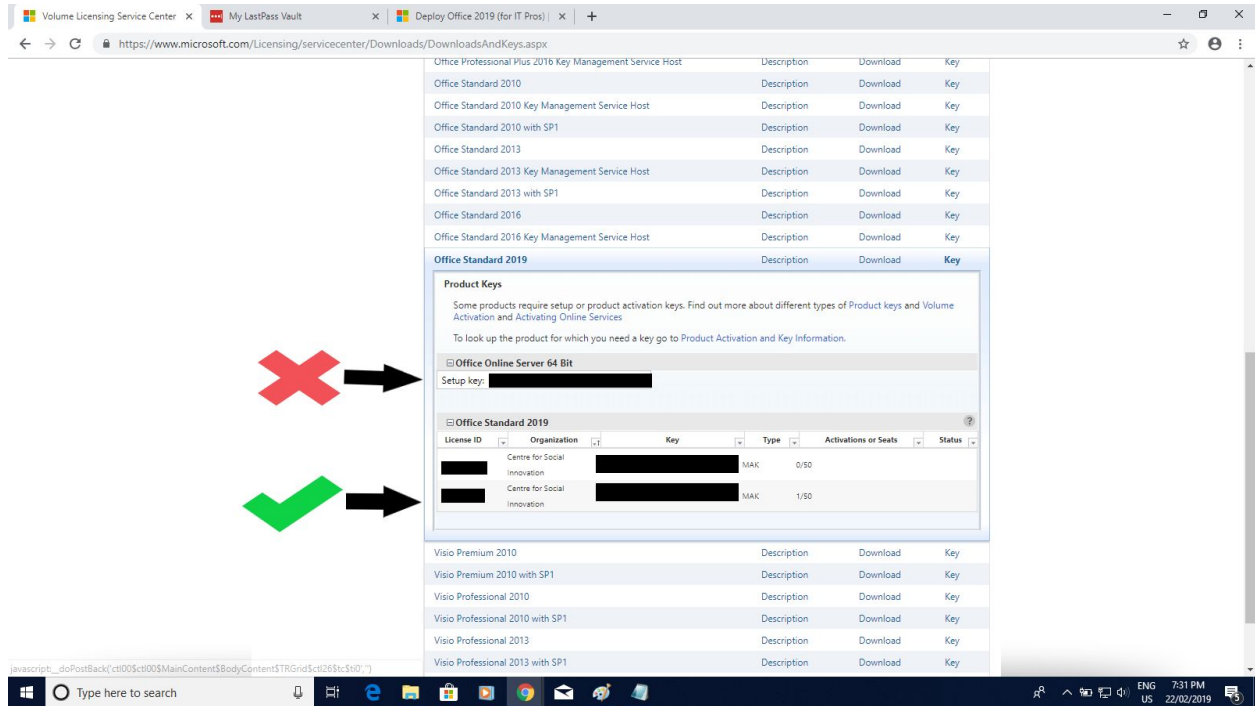 Volume Licensing Service Center
My LastPass Vault
Deploy Office 2019 (for IT Pros) |
https://www.microsoft.com/Licensing/servicecenter/Downloads/DownloadsAndKeys.aspx
Office Professional Plus 2016 Key Management Service Host Description Download Key
Office Standard 2010 Description Download Key
Office Standard 2010 Key Management Service Host Description Download Key
Office Standard 2010 with SP1 Description Download Key
Office Standard 2013 Description Download Key
Office Standard 2013 Key Management Service Host Description Download Key
Office Standard 2013 with SP1 Description Download Key
Office Standard 2016 Description Download Key
Office Standard 2016 Key Management Service Host Description Download Key
Office Standard 2019 Description Download Key
Product Keys
Some products require setup or product activation keys. Find out more about different types of Product keys and Volume
Activation and Activating Online Services
To look up the product for which you need a key go to Product Activation and Key Information.
Office Online Server 64 Bit
Setup key:
Office Standard 2019 ?
License ID Organization Key Type Activations or Seats Status
Centre for Social
Innovation
MAK 0/50
Centre for Social
Innovation
MAK 1/50
Visio Premium 2010 Description Download Key
Visio Premium 2010 with SP1 Description Download Key
Visio Professional 2010 Description Download Key
Visio Professional 2010 with SP1 Description Download Key
Visio Professional 2013 Description Download Key
Visio Professional 2013 with SP1 Description Download Key
javascript:__doPostBack('ctl00$ctl00$MainContent$BodyContent$TRGrid$ctl26$tc$ti0','')
Type here to search
ENG 7:31 PM
US 22/02/2019
5